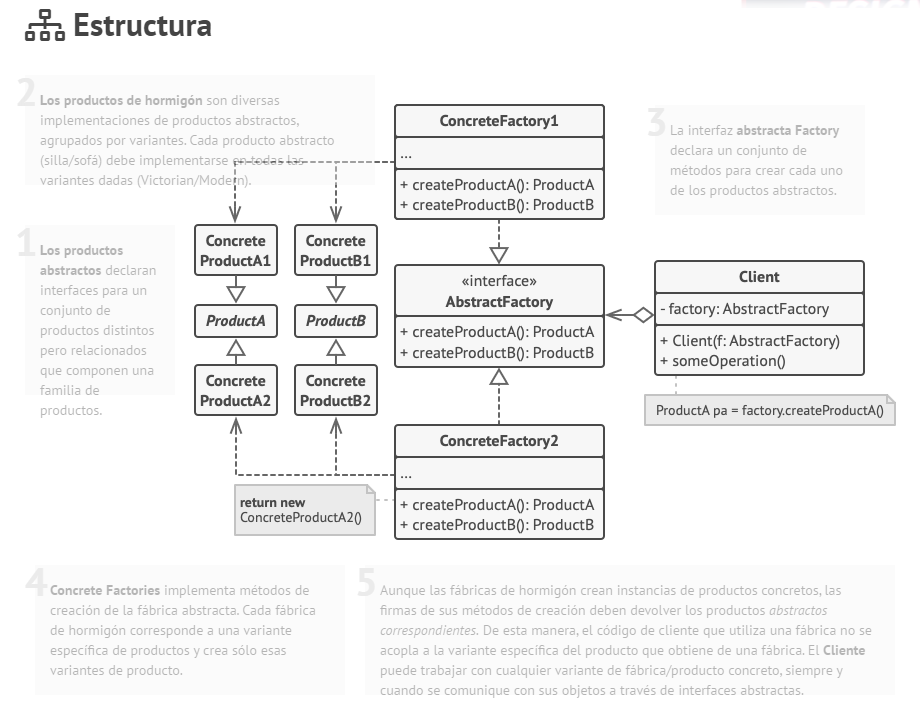 Estructura
2
Los productos de hormigón son diversas
implementaciones de productos abstractos,
agrupados por variantes. Cada producto abstracto
(silla/sofá) debe implementarse en todas las
variantes dadas (Victorian/Modern).
1
Los productos
abstractos declaran
interfaces para un
conjunto de
productos distintos
pero relacionados
que componen una
familia de
productos.
Concrete
ProductA1
Concrete
ProductB1
ProductA
ProductB
Concrete
ProductA2
Concrete
ProductB2
return new
ConcreteProductA2()
ConcreteFactory1
...
+ createProductA(): ProductA
+ createProductB(): ProductB
«interface»
AbstractFactory
+ createProductA(): ProductA
+ createProductB(): ProductB
ConcreteFactory2
...
+ createProductA(): ProductA
+ createProductB(): ProductB
3
La interfaz abstracta Factory
declara un conjunto de
métodos para crear cada uno
de los productos abstractos.
Client
- factory: AbstractFactory
+ Client(f: AbstractFactory)
+ someOperation()
ProductA pa = factory.createProductA()
4
Concrete Factories implementa métodos de
creación de la fábrica abstracta. Cada fábrica
de hormigón corresponde a una variante
específica de productos y crea sólo esas
variantes de producto.
5
Aunque las fábricas de hormigón crean instancias de productos concretos, las
firmas de sus métodos de creación deben devolver los productos abstractos
correspondientes. De esta manera, el código de cliente que utiliza una fábrica no se
acopla a la variante específica del producto que obtiene de una fábrica. El Cliente
puede trabajar con cualquier variante de fábrica/producto concreto, siempre y
cuando se comunique con sus objetos a través de interfaces abstractas.